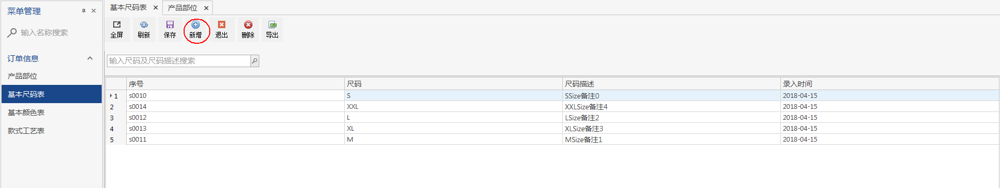 菜单管理
输入名称搜索
订单信息
产品部位
基本尺码表
基本颜色表
款式工艺表
基本尺码表 产品部位
全屏 刷新 保存 新增 退出 删除 导出
输入尺码及尺码描述搜索
序号 尺码 尺码描述 录入时间
1 s0010 S SSize备注0 2018-04-15
2 s0014 XXL XXLSize备注4 2018-04-15
3 s0012 L LSize备注2 2018-04-15
4 s0013 XL XLSize备注3 2018-04-15
5 s0011 M MSize备注1 2018-04-15